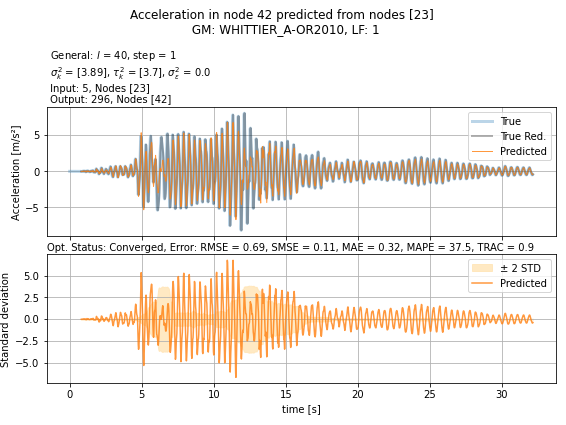 Acceleration in node 42 predicted from nodes [23]
GM: WHITTIER_A-OR2010, LF: 1
General: l = 40, step = 1
σ²ₖ = [3.89], τ²ₖ = [3.7], σ²ₑ = 0.0
Input: 5, Nodes [23]
Output: 296, Nodes [42]
Acceleration [m/s²]
5
0
−5
True
True Red.
Predicted
Opt. Status: Converged, Error: RMSE = 0.69, SMSE = 0.11, MAE = 0.32, MAPE = 37.5, TRAC = 0.9
Standard deviation
5.0
2.5
0.0
−2.5
−5.0
± 2 STD
Predicted
0 5 10 15 20 25 30
time [s]